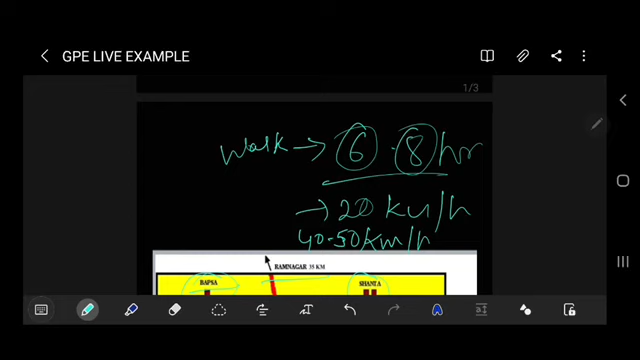 GPE LIVE EXAMPLE
1/3
Walk → 6 - 8 hr
→ 20 km/h
40-50 km/h
RAMNAGAR 35 KM
BAPSA
SHANTA